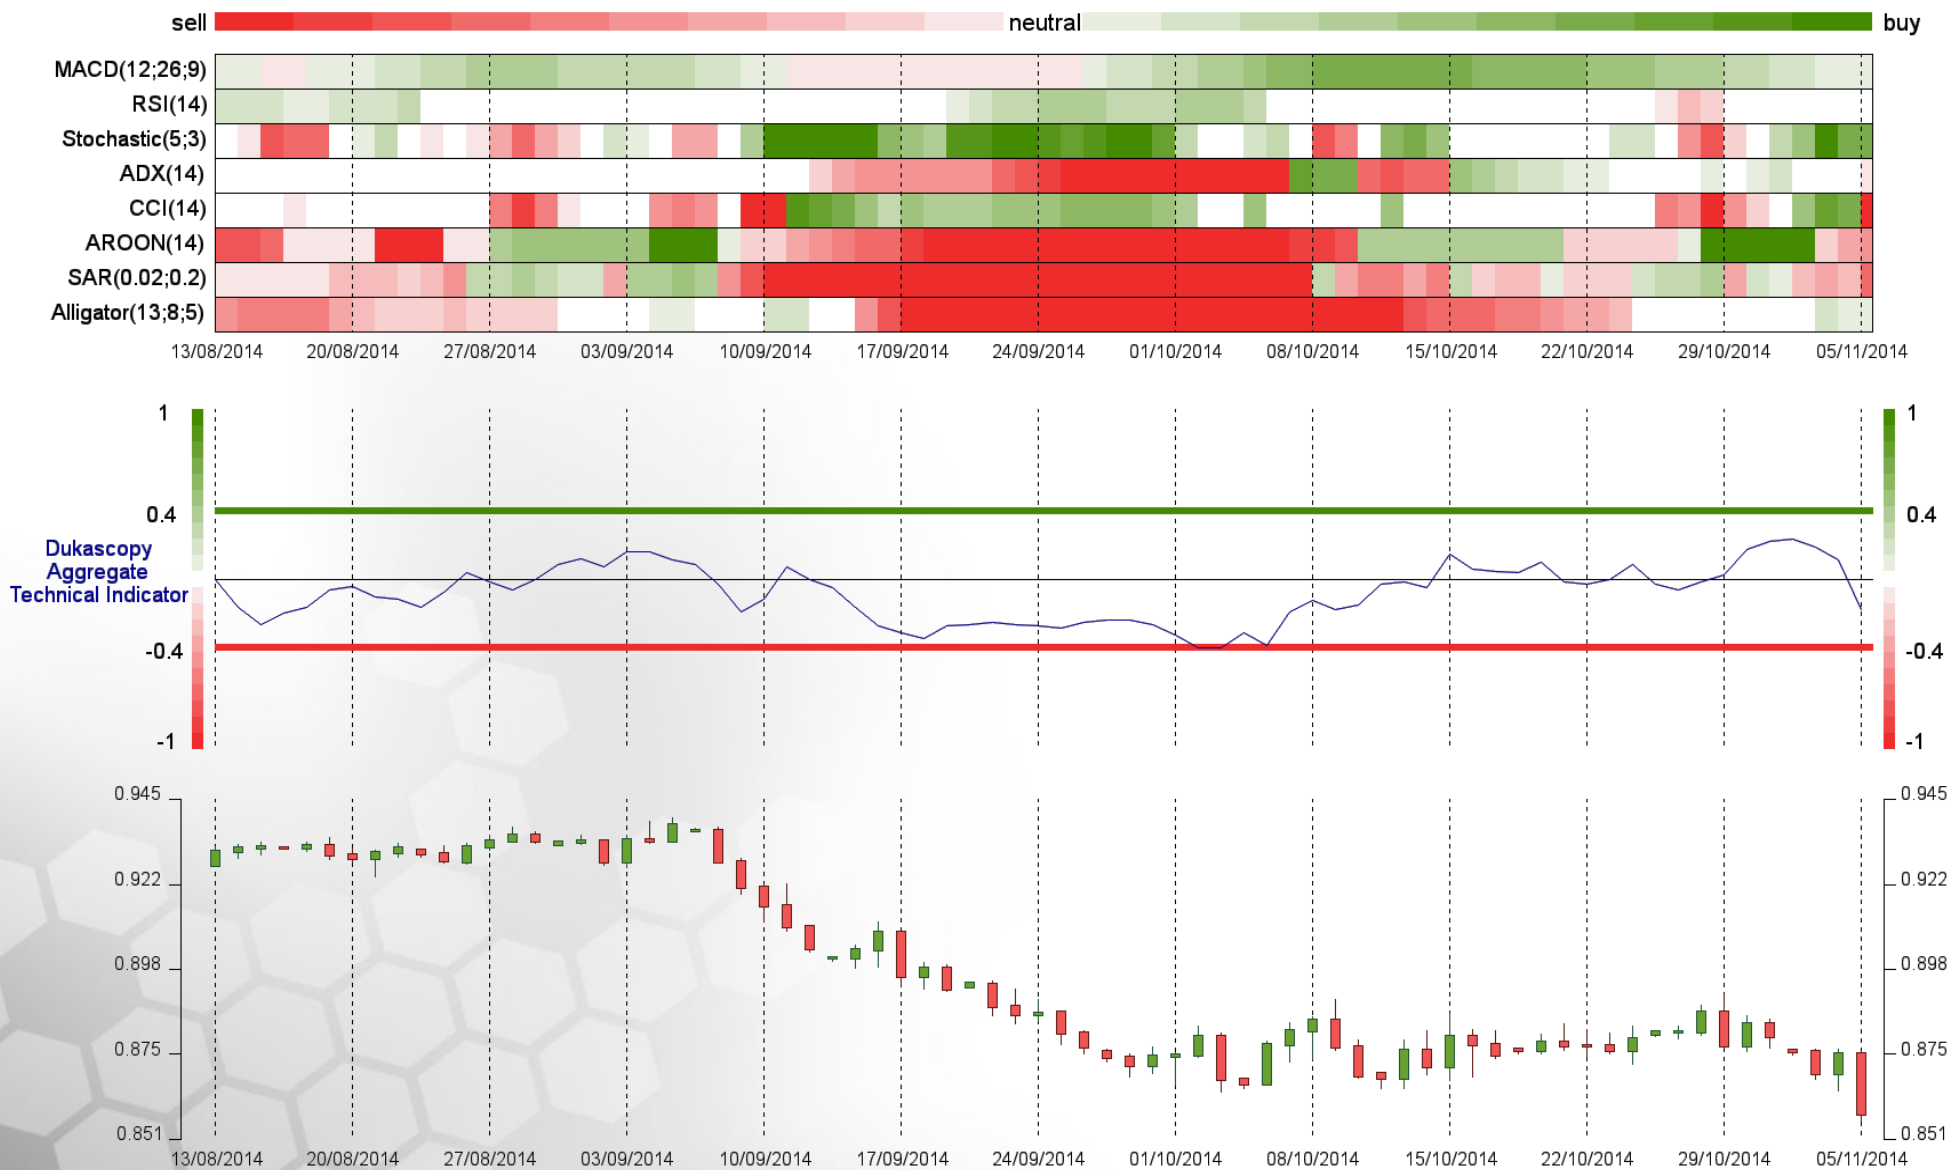 sell neutral buy
MACD(12;26;9)
RSI(14)
Stochastic(5;3)
ADX(14)
CCI(14)
AROON(14)
SAR(0.02;0.2)
Alligator(13;8;5)
13/08/2014 20/08/2014 27/08/2014 03/09/2014 10/09/2014 17/09/2014 24/09/2014 01/10/2014 08/10/2014 15/10/2014 22/10/2014 29/10/2014 05/11/2014
1 1
0.4 0.4
Dukascopy
Aggregate
Technical Indicator
-0.4 -0.4
-1 -1
0.945 0.945
0.922 0.922
0.898 0.898
0.875 0.875
0.851 0.851
13/08/2014 20/08/2014 27/08/2014 03/09/2014 10/09/2014 17/09/2014 24/09/2014 01/10/2014 08/10/2014 15/10/2014 22/10/2014 29/10/2014 05/11/2014